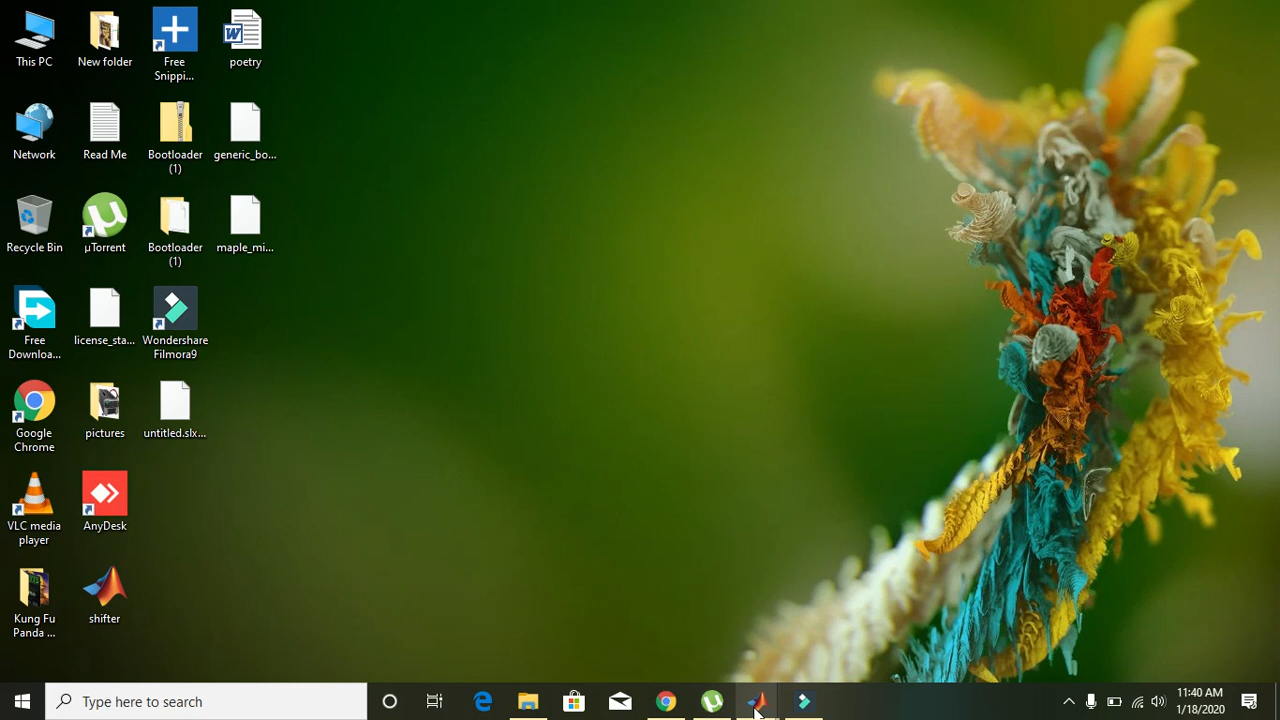 This PC
New folder
Free
Snippi...
poetry
Network
Read Me
Bootloader
(1)
generic_bo...
Recycle Bin
µTorrent
Bootloader
(1)
maple_mi...
Free
Downloa...
license_sta...
Wondershare
Filmora9
Google
Chrome
pictures
untitled.slx...
VLC media
player
AnyDesk
Kung Fu
Panda ...
shifter
Type here to search
11:40 AM
1/18/2020